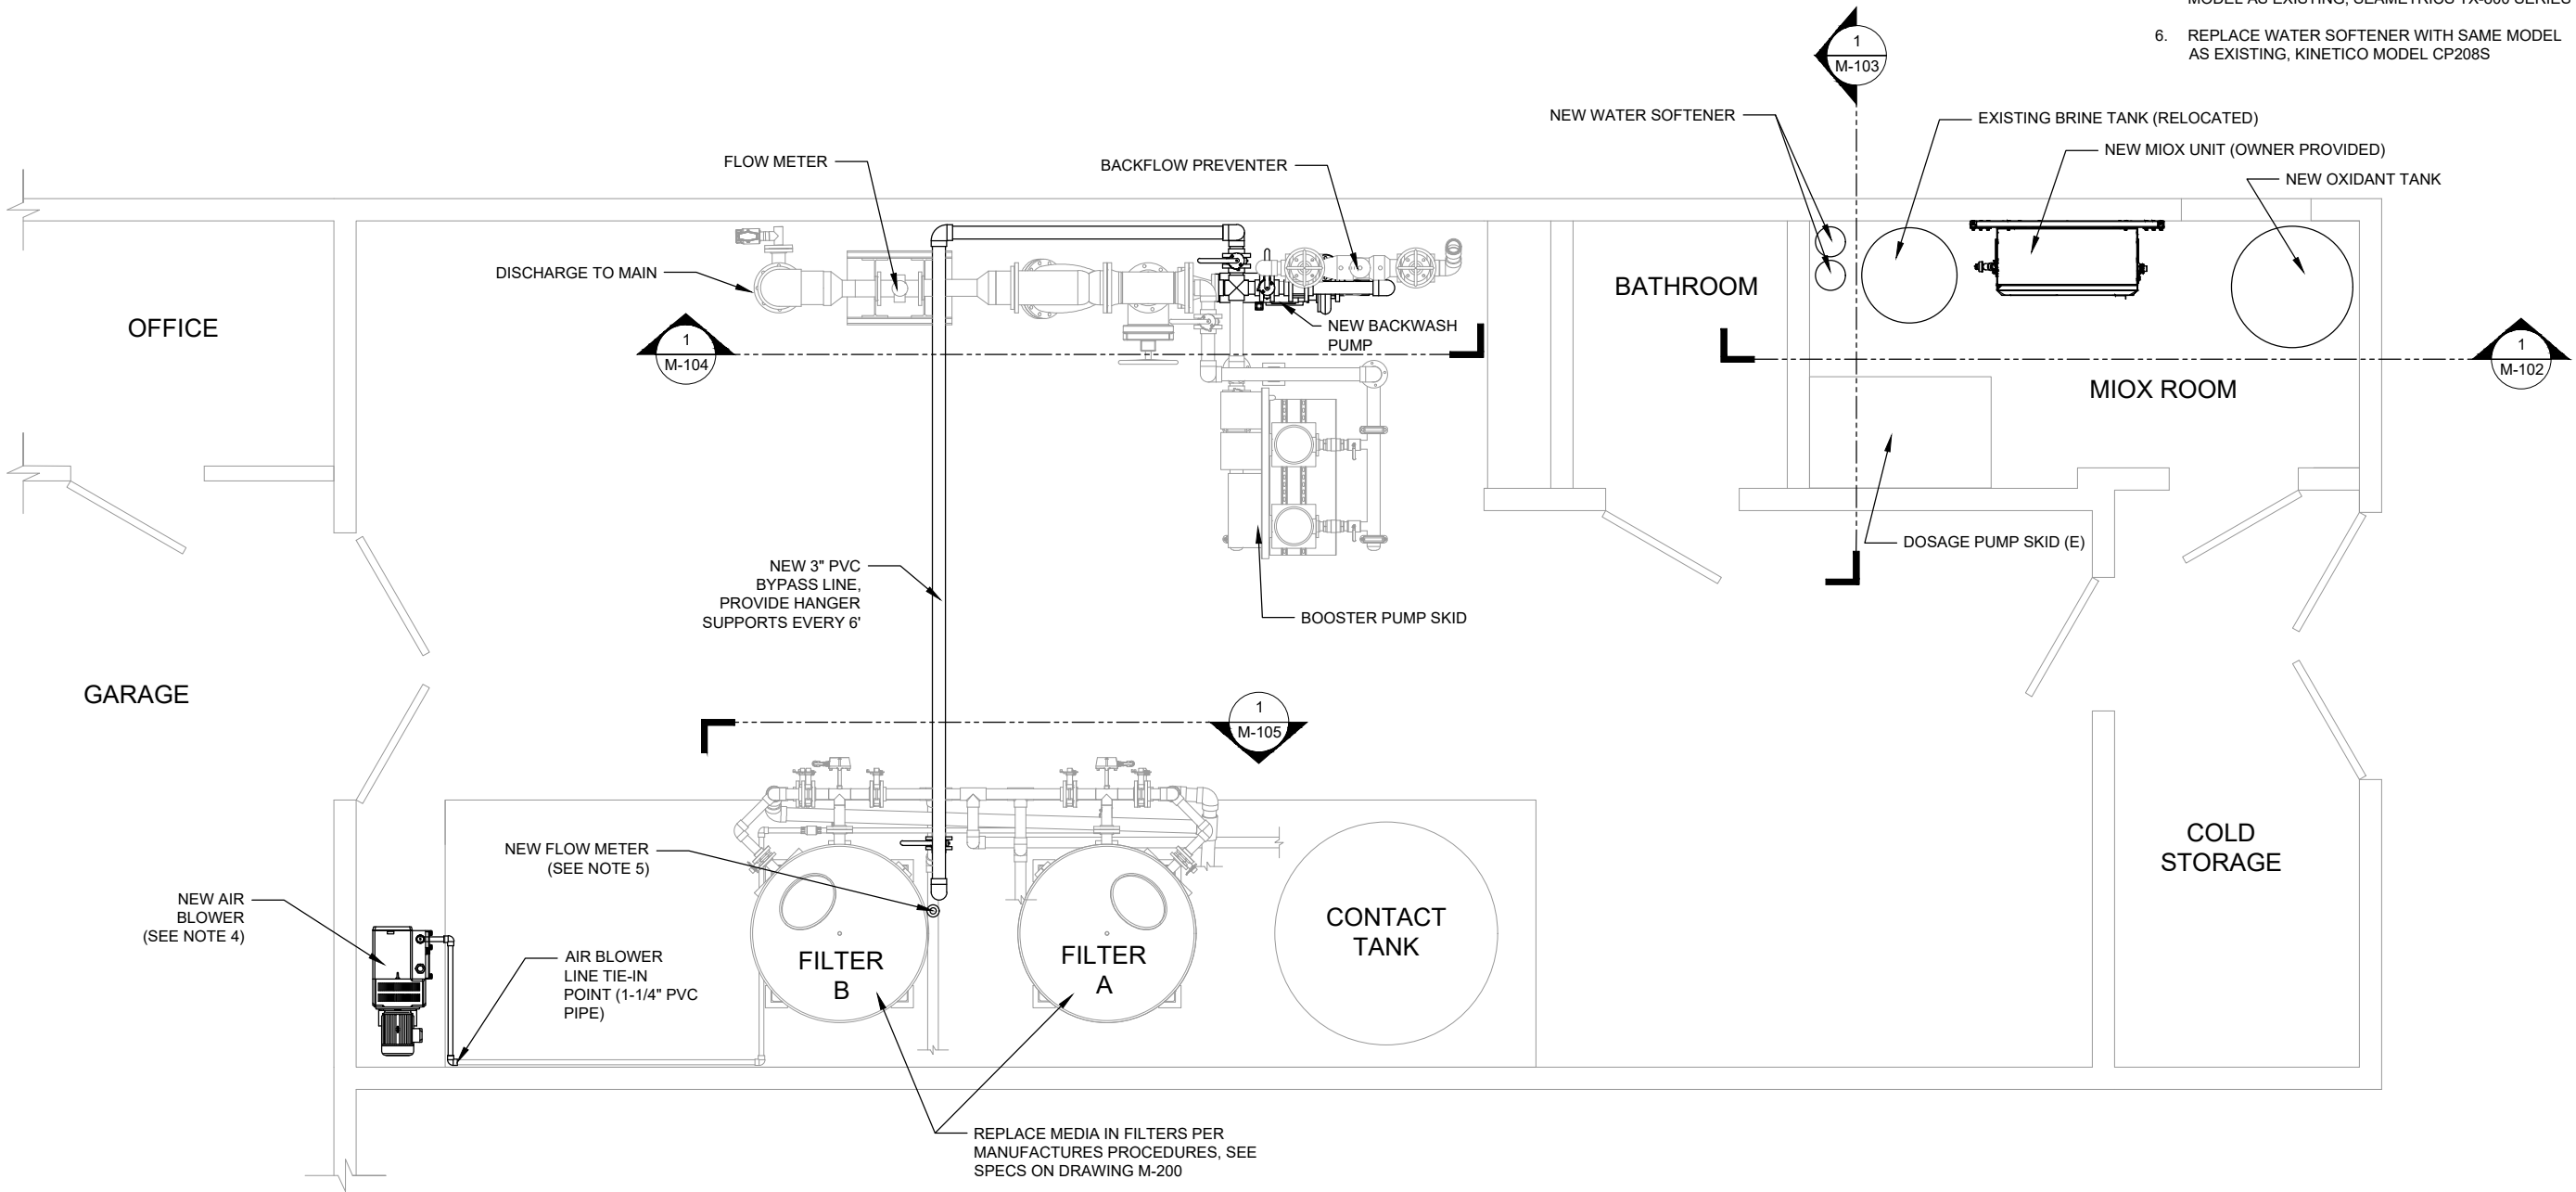 MODEL AS EXISTING, SEAMETRICS TX-800 SERIES
6. REPLACE WATER SOFTENER WITH SAME MODEL
AS EXISTING, KINETICO MODEL CP208S
1
M-103
NEW WATER SOFTENER
EXISTING BRINE TANK (RELOCATED)
NEW MIOX UNIT (OWNER PROVIDED)
NEW OXIDANT TANK
FLOW METER
BACKFLOW PREVENTER
DISCHARGE TO MAIN
OFFICE
BATHROOM
NEW BACKWASH
PUMP
1
M-104
1
M-102
MIOX ROOM
DOSAGE PUMP SKID (E)
NEW 3" PVC
BYPASS LINE,
PROVIDE HANGER
SUPPORTS EVERY 6'
BOOSTER PUMP SKID
GARAGE
1
M-105
NEW FLOW METER
(SEE NOTE 5)
COLD
STORAGE
NEW AIR
BLOWER
(SEE NOTE 4)
AIR BLOWER
LINE TIE-IN
POINT (1-1/4" PVC
PIPE)
FILTER
B
FILTER
A
CONTACT
TANK
REPLACE MEDIA IN FILTERS PER
MANUFACTURES PROCEDURES, SEE
SPECS ON DRAWING M-200